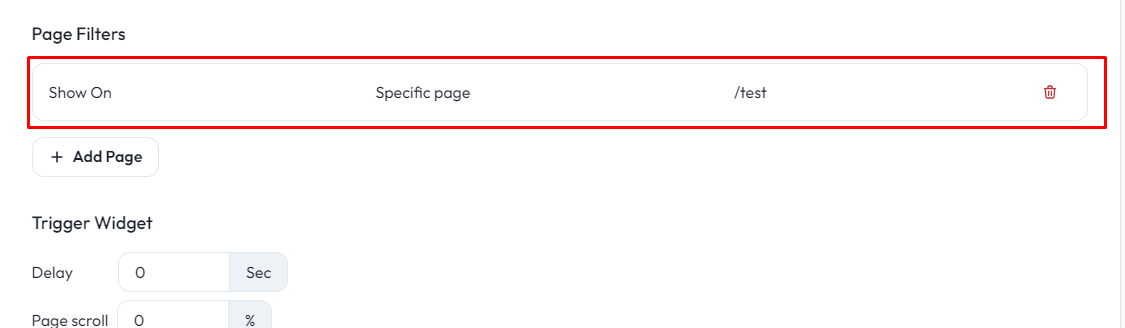 Page Filters
Show On Specific page /test
+ Add Page
Trigger Widget
Delay 0 Sec
Page scroll 0 %